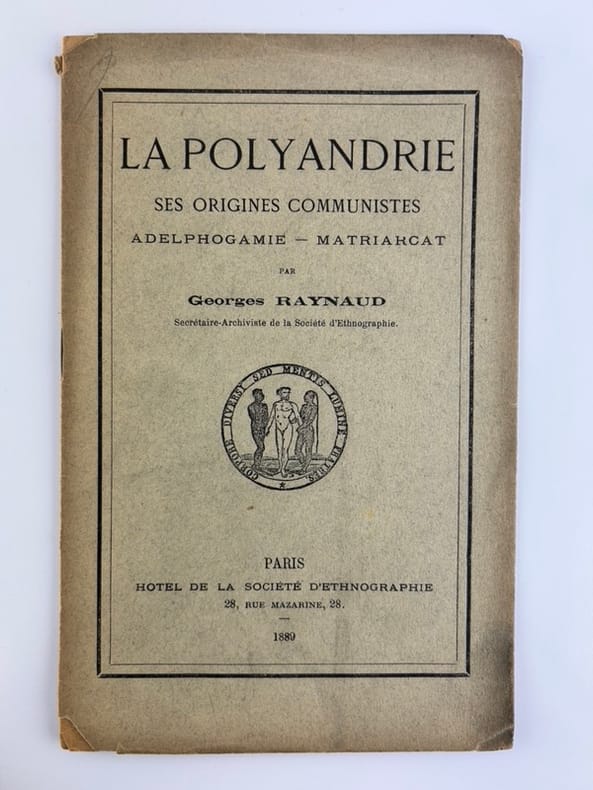 LA POLYANDRIE
SES ORIGINES COMMUNISTES
ADELPHOGAMIE — MATRIARCAT
PAR
Georges RAYNAUD
Secrétaire-Archiviste de la Société d'Ethnographie.
CORPORE DIVERSI SED MENTIS LUMINE FRATRES.
PARIS
HOTEL DE LA SOCIÉTÉ D'ETHNOGRAPHIE
28, RUE MAZARINE, 28.
1889